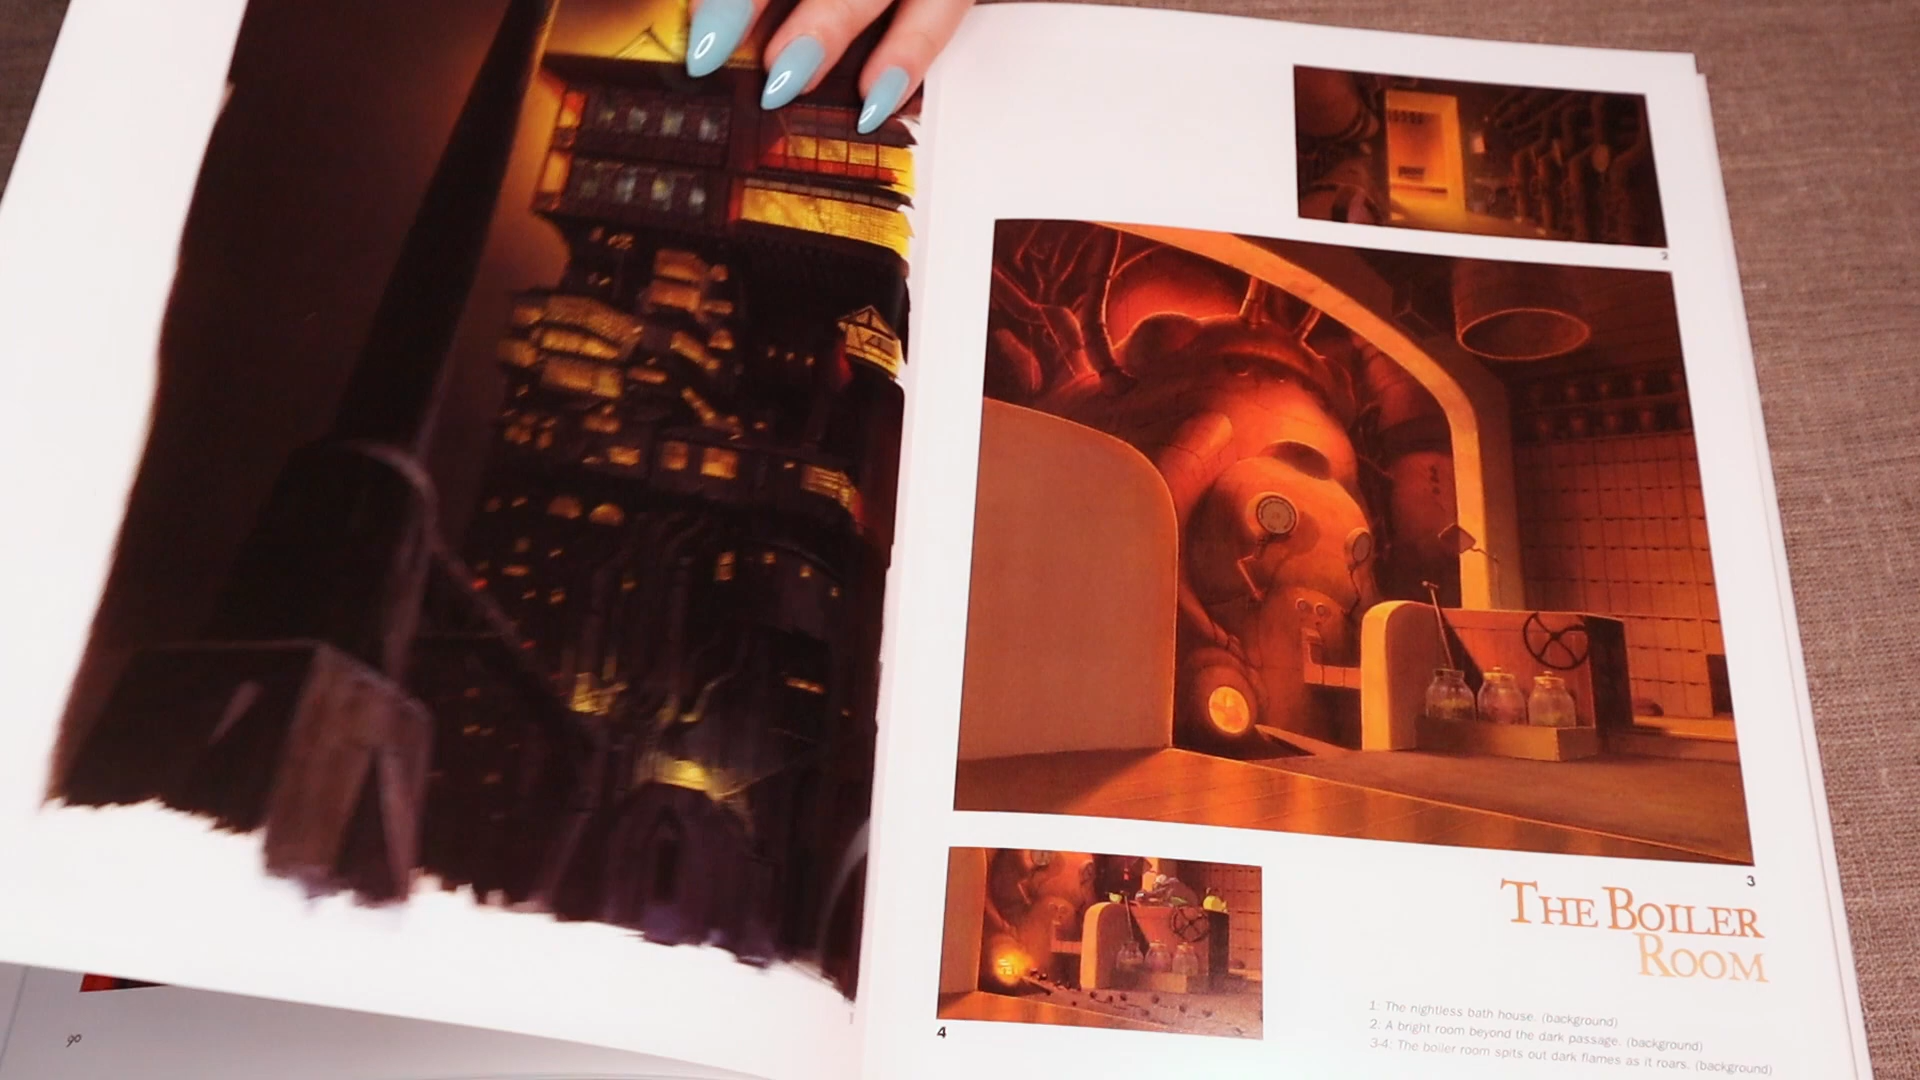 2
3
THE BOILER
ROOM
4
1. The nightless bath house. (background)
2. A bright room beyond the dark passage. (background)
3-4: The boiler room spits out dark flames as it roars. (background)
1
90